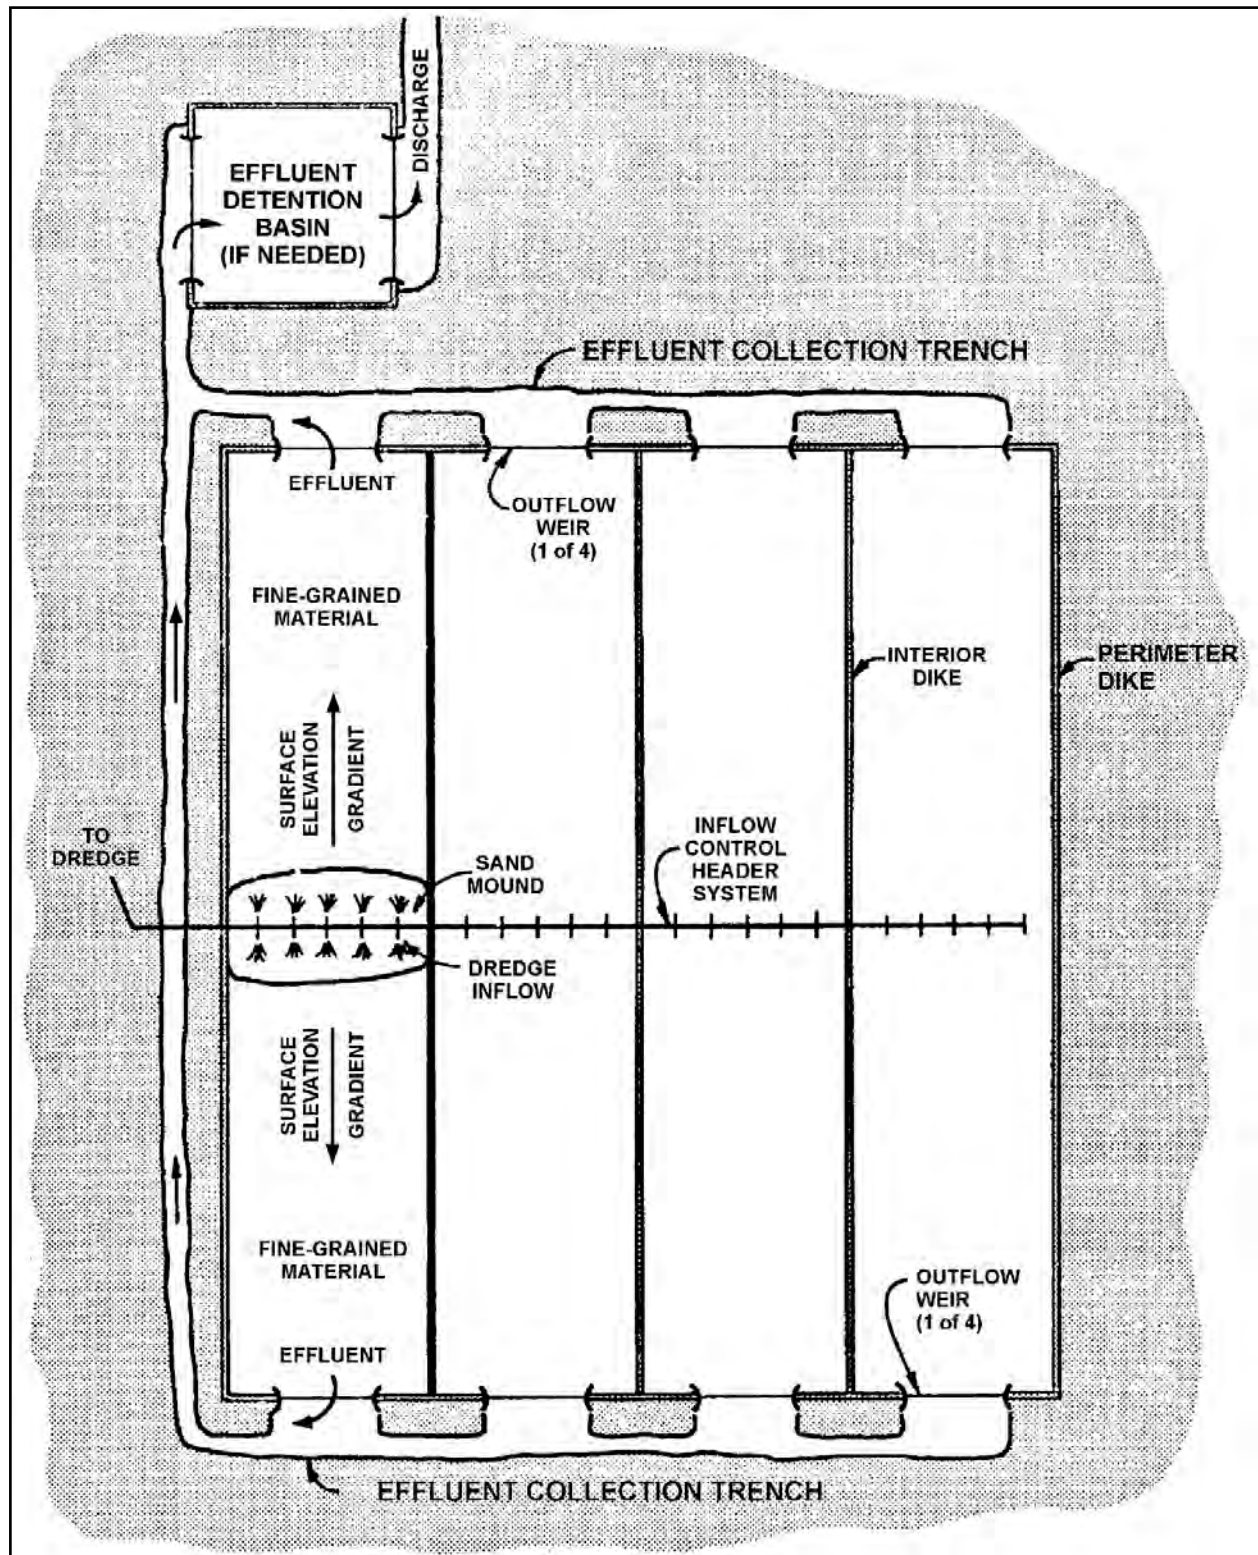 DISCHARGE
EFFLUENT
DETENTION
BASIN
(IF NEEDED)
EFFLUENT COLLECTION TRENCH
EFFLUENT
OUTFLOW
WEIR
(1 of 4)
FINE-GRAINED
MATERIAL
INTERIOR
DIKE
PERIMETER
DIKE
SURFACE
ELEVATION
GRADIENT
TO
DREDGE
SAND
MOUND
INFLOW
CONTROL
HEADER
SYSTEM
DREDGE
INFLOW
SURFACE
ELEVATION
GRADIENT
FINE-GRAINED
MATERIAL
OUTFLOW
WEIR
(1 of 4)
EFFLUENT
EFFLUENT COLLECTION TRENCH